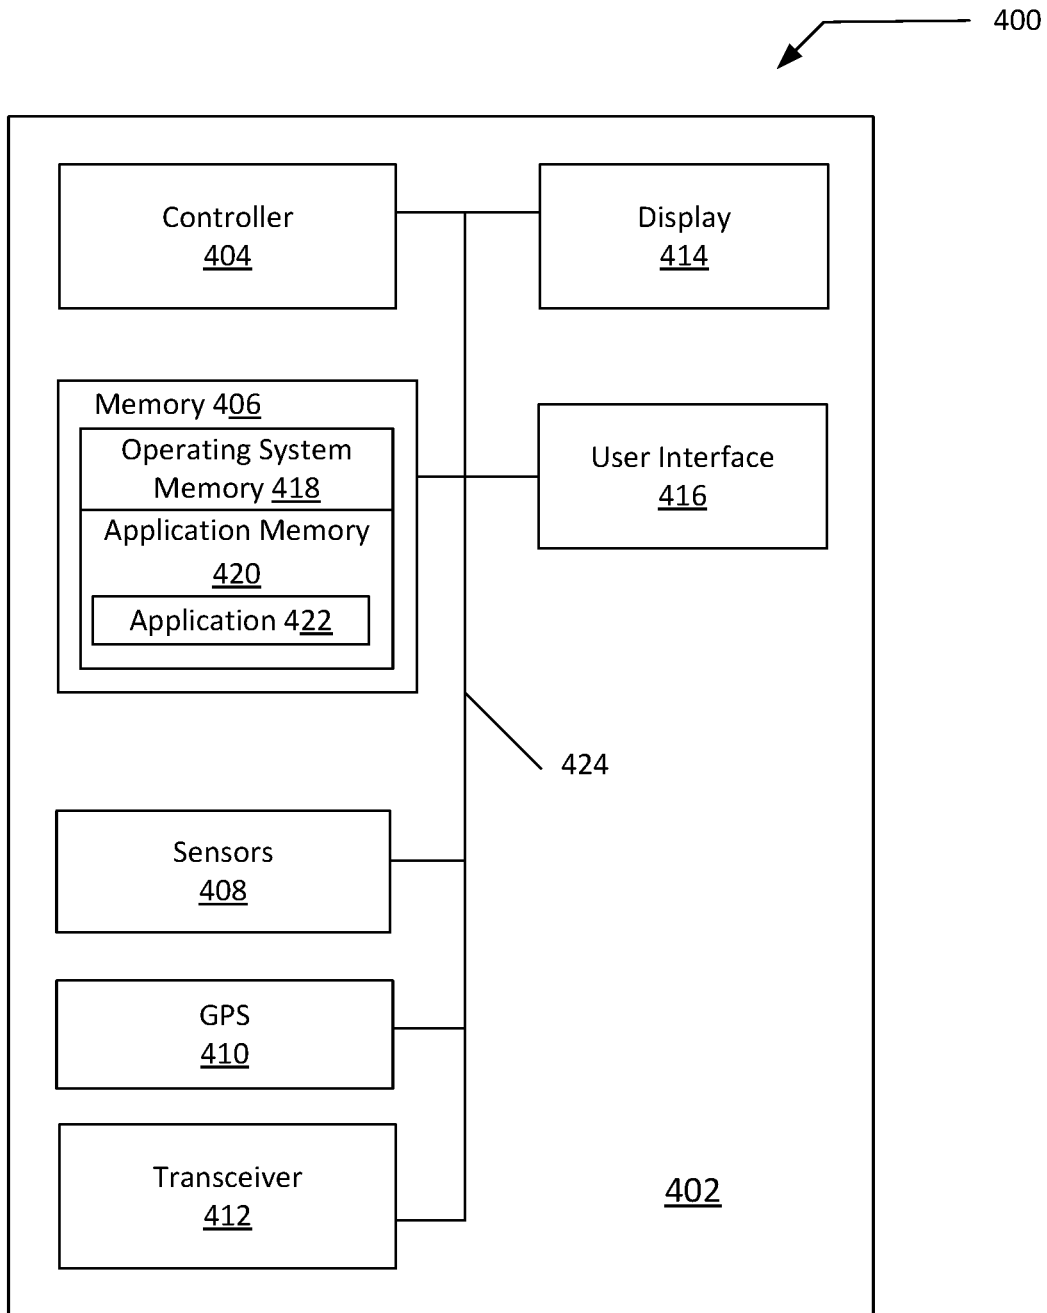 400
Controller
404
Display
414
Memory 406
Operating System
Memory 418
Application Memory
420
Application 422
User Interface
416
424
Sensors
408
GPS
410
Transceiver
412
402